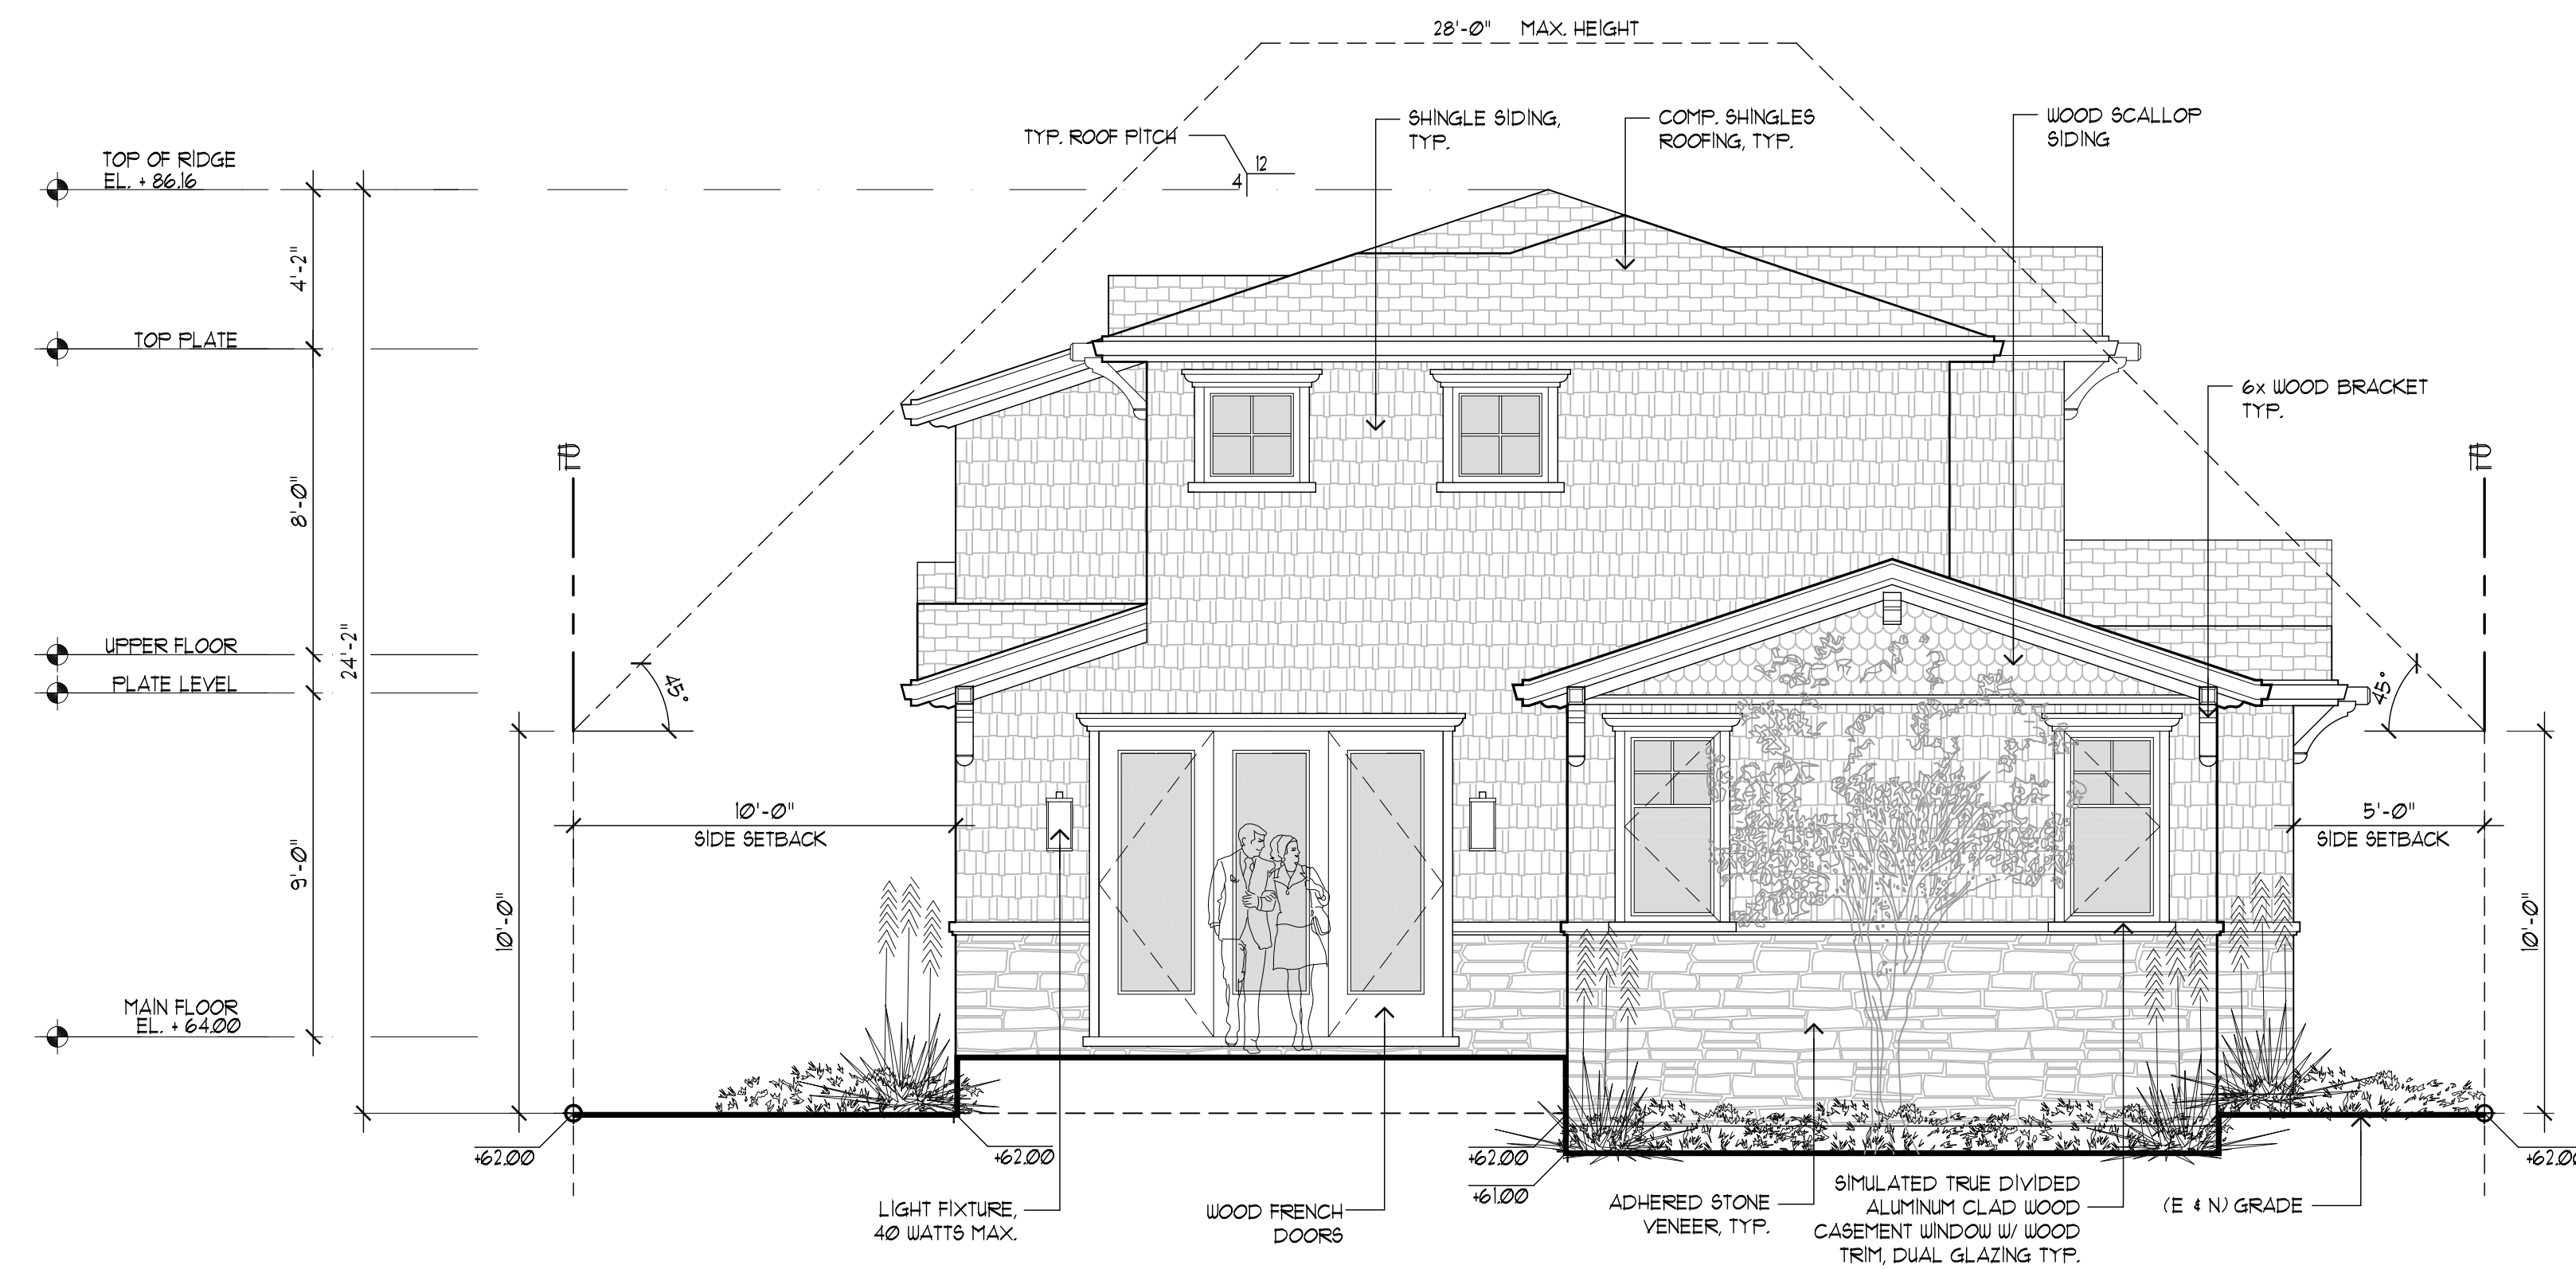 28'-0" MAX. HEIGHT
TYP. ROOF PITCH
12
4
SHINGLE SIDING,
TYP.
COMP. SHINGLES
ROOFING, TYP.
WOOD SCALLOP
SIDING
TOP OF RIDGE
EL. + 86.16
4'-2"
TOP PLATE
6x WOOD BRACKET
TYP.
8'-0"
24'-2"
UPPER FLOOR
PLATE LEVEL
45°
45°
10'-0"
SIDE SETBACK
5'-0"
SIDE SETBACK
9'-0"
10'-0"
10'-0"
MAIN FLOOR
EL. + 64.00
+62.00
+62.00
+62.00
+61.00
+62.00
LIGHT FIXTURE,
40 WATTS MAX.
WOOD FRENCH
DOORS
ADHERED STONE
VENEER, TYP.
SIMULATED TRUE DIVIDED
ALUMINUM CLAD WOOD
CASEMENT WINDOW W/ WOOD
TRIM, DUAL GLAZING TYP.
(E & N) GRADE